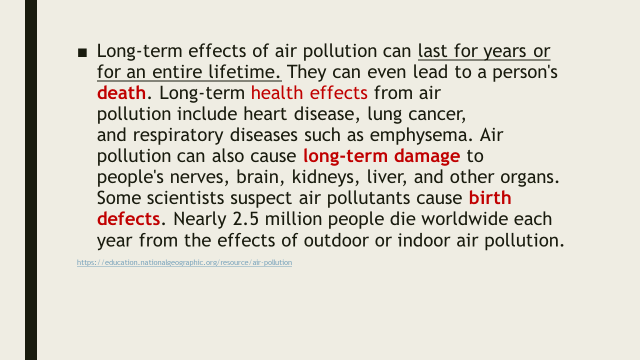 ■ Long-term effects of air pollution can last for years or
for an entire lifetime. They can even lead to a person's
death. Long-term health effects from air
pollution include heart disease, lung cancer,
and respiratory diseases such as emphysema. Air
pollution can also cause long-term damage to
people's nerves, brain, kidneys, liver, and other organs.
Some scientists suspect air pollutants cause birth
defects. Nearly 2.5 million people die worldwide each
year from the effects of outdoor or indoor air pollution.
https://education.nationalgeographic.org/resource/air-pollution